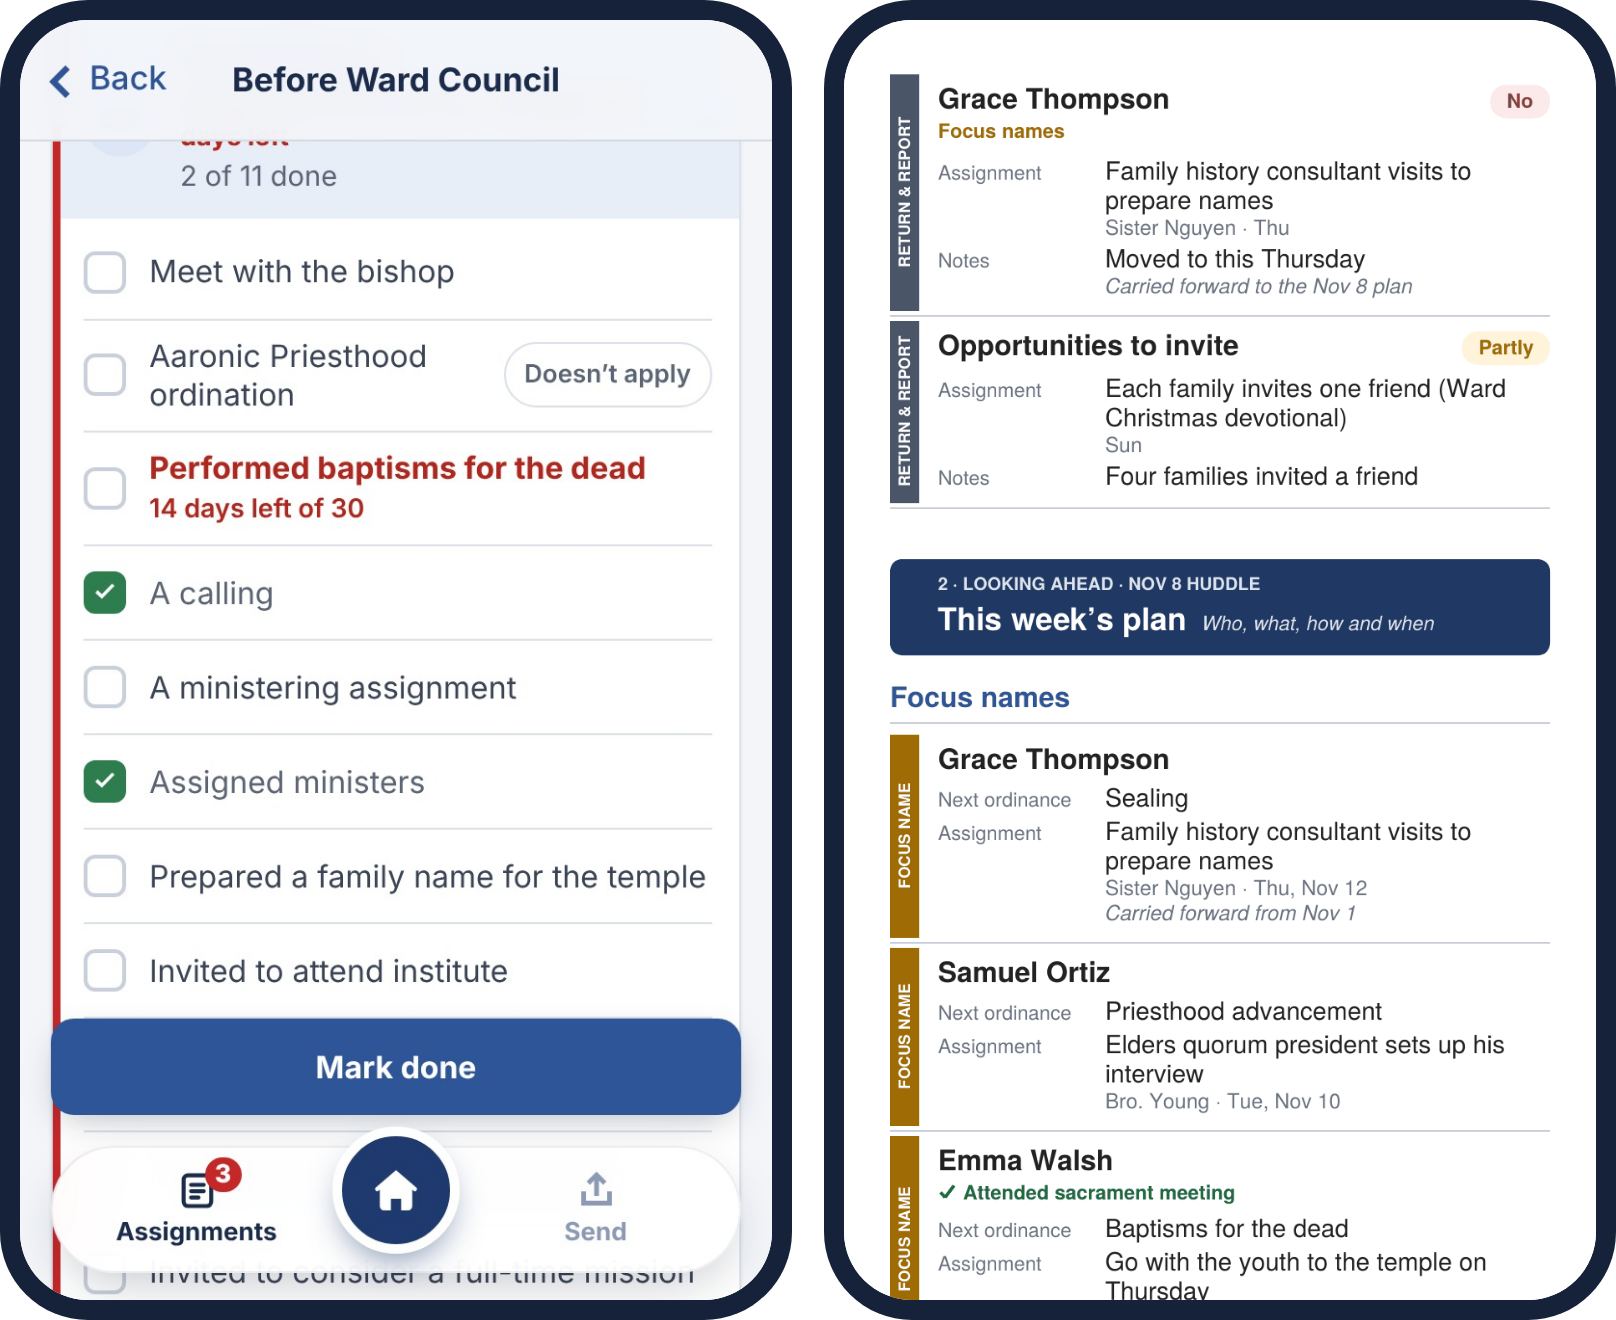 Back
Before Ward Council
days left
2 of 11 done
Meet with the bishop
Aaronic Priesthood
ordination
Doesn’t apply
Performed baptisms for the dead
14 days left of 30
A calling
A ministering assignment
Assigned ministers
Prepared a family name for the temple
Invited to attend institute
Mark done
3
Assignments
Send
Invited to consider a full-time mission
RETURN & REPORT
Grace Thompson
No
Focus names
Assignment
Family history consultant visits to
prepare names
Sister Nguyen · Thu
Notes
Moved to this Thursday
Carried forward to the Nov 8 plan
RETURN & REPORT
Opportunities to invite
Partly
Assignment
Each family invites one friend (Ward
Christmas devotional)
Sun
Notes
Four families invited a friend
2 · LOOKING AHEAD · NOV 8 HUDDLE
This week’s plan Who, what, how and when
Focus names
FOCUS NAME
Grace Thompson
Next ordinance
Sealing
Assignment
Family history consultant visits to
prepare names
Sister Nguyen · Thu, Nov 12
Carried forward from Nov 1
FOCUS NAME
Samuel Ortiz
Next ordinance
Priesthood advancement
Assignment
Elders quorum president sets up his
interview
Bro. Young · Tue, Nov 10
FOCUS NAME
Emma Walsh
Attended sacrament meeting
Next ordinance
Baptisms for the dead
Assignment
Go with the youth to the temple on
Thursday